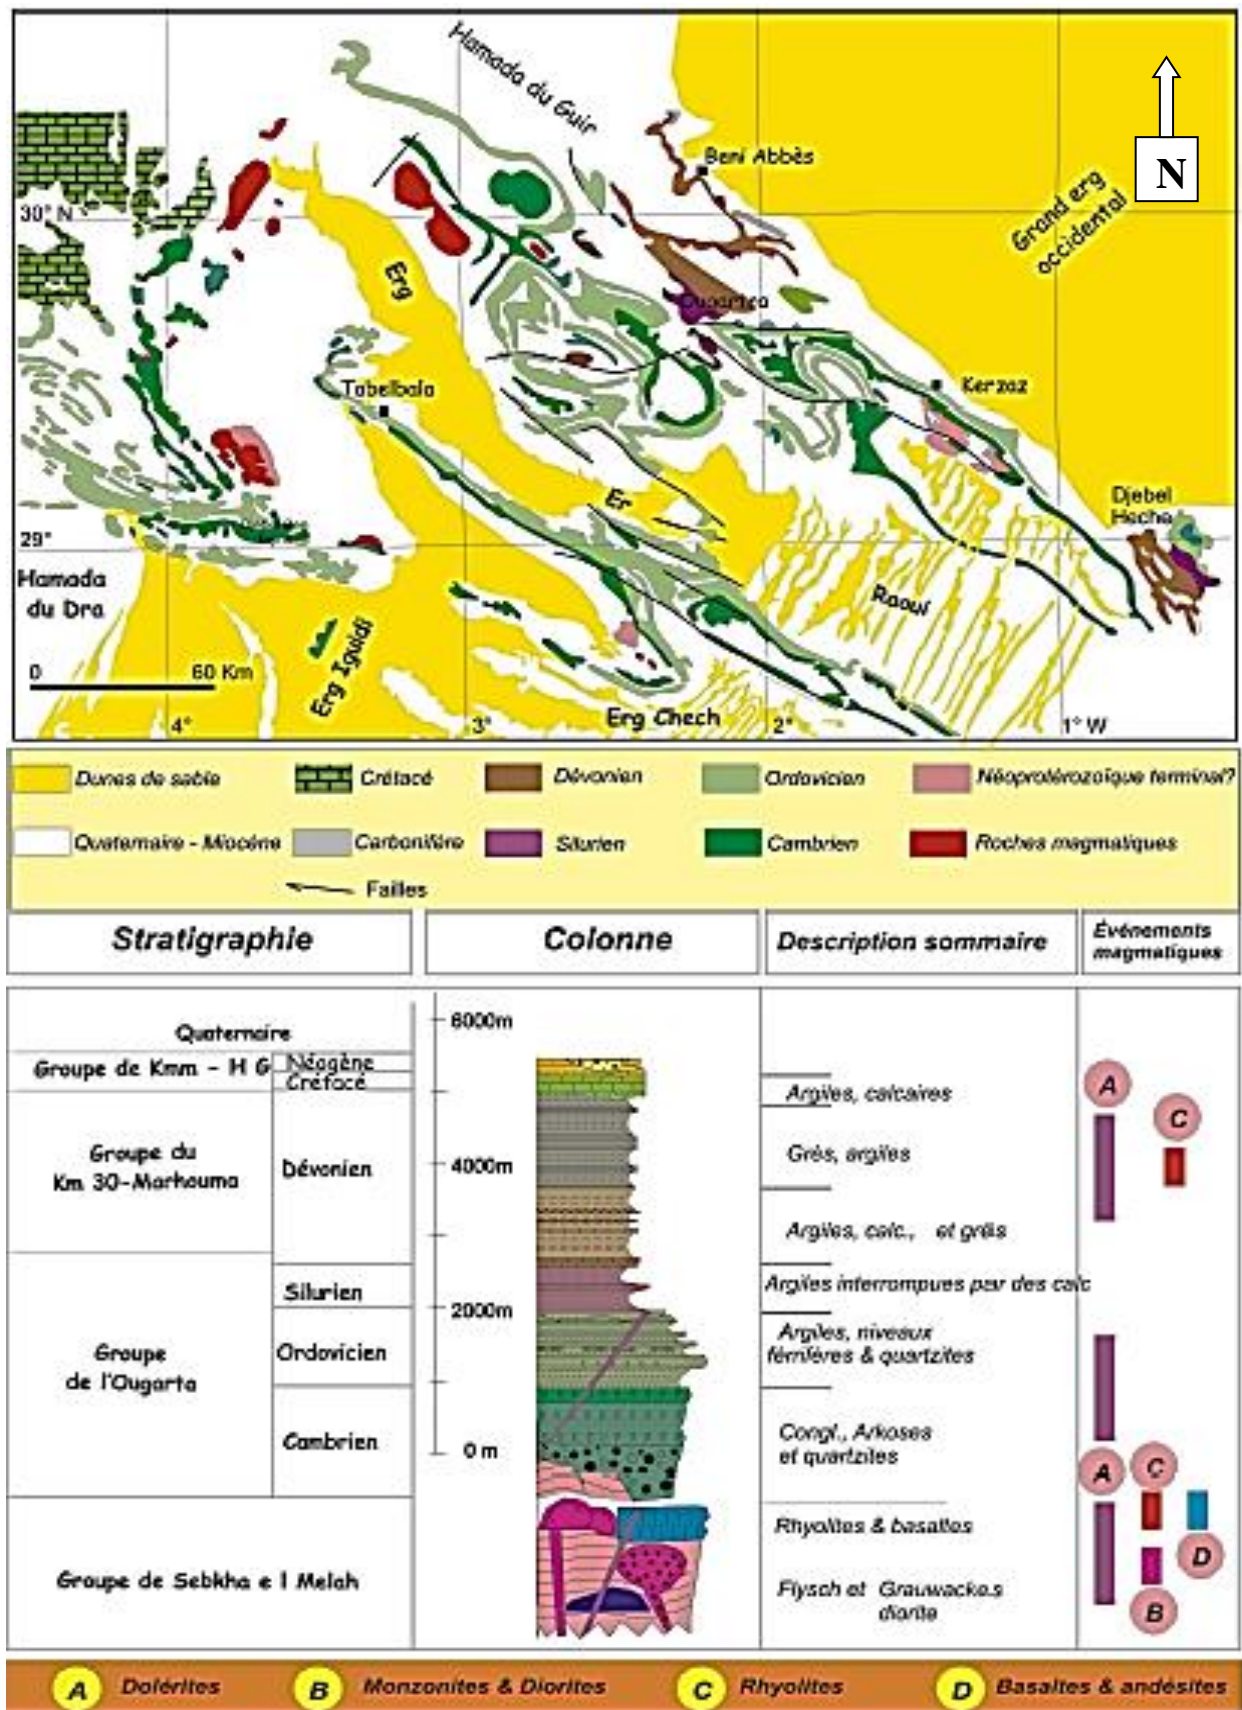 Hamada du Guir
Beni Abbès
N
30° N
Grand erg
occidental
Erg
Ougarta
Tabelbala
Kerzaz
Er
Djebel
Heche
29°
Hamada
du Dra
Raoui
0 60 Km
Erg Iguidi
Erg Chech
4° 3° 2° 1° W
Dunes de sable Crétacé Dévonien Ordovicien Néoprotérozoïque terminal?
Quaternaire - Miocène Carbonifère Silurien Cambrien Roches magmatiques
Failles
Stratigraphie Colonne Description sommaire Événements
magmatiques
Quaternaire
6000m
Groupe de Kmm - H G Néogène
Crétacé
Argiles, calcaires
A
C
Groupe du
Km 30-Marhouma
Dévonien
4000m
Grès, argiles
Argiles, calc., et grès
Silurien
Argiles interrompues par des calc
2000m
Groupe
de l'Ougarta
Ordovicien
Argiles, niveaux
férrifères & quartzites
Cambrien
0 m
Congl., Arkoses
et quartzites
A C
Rhyolites & basaltes
D
Groupe de Sebkha e l Melah
Flysch et Grauwacke.s
diorite
B
A Dolérites B Monzonites & Diorites C Rhyolites D Basaltes & andésites